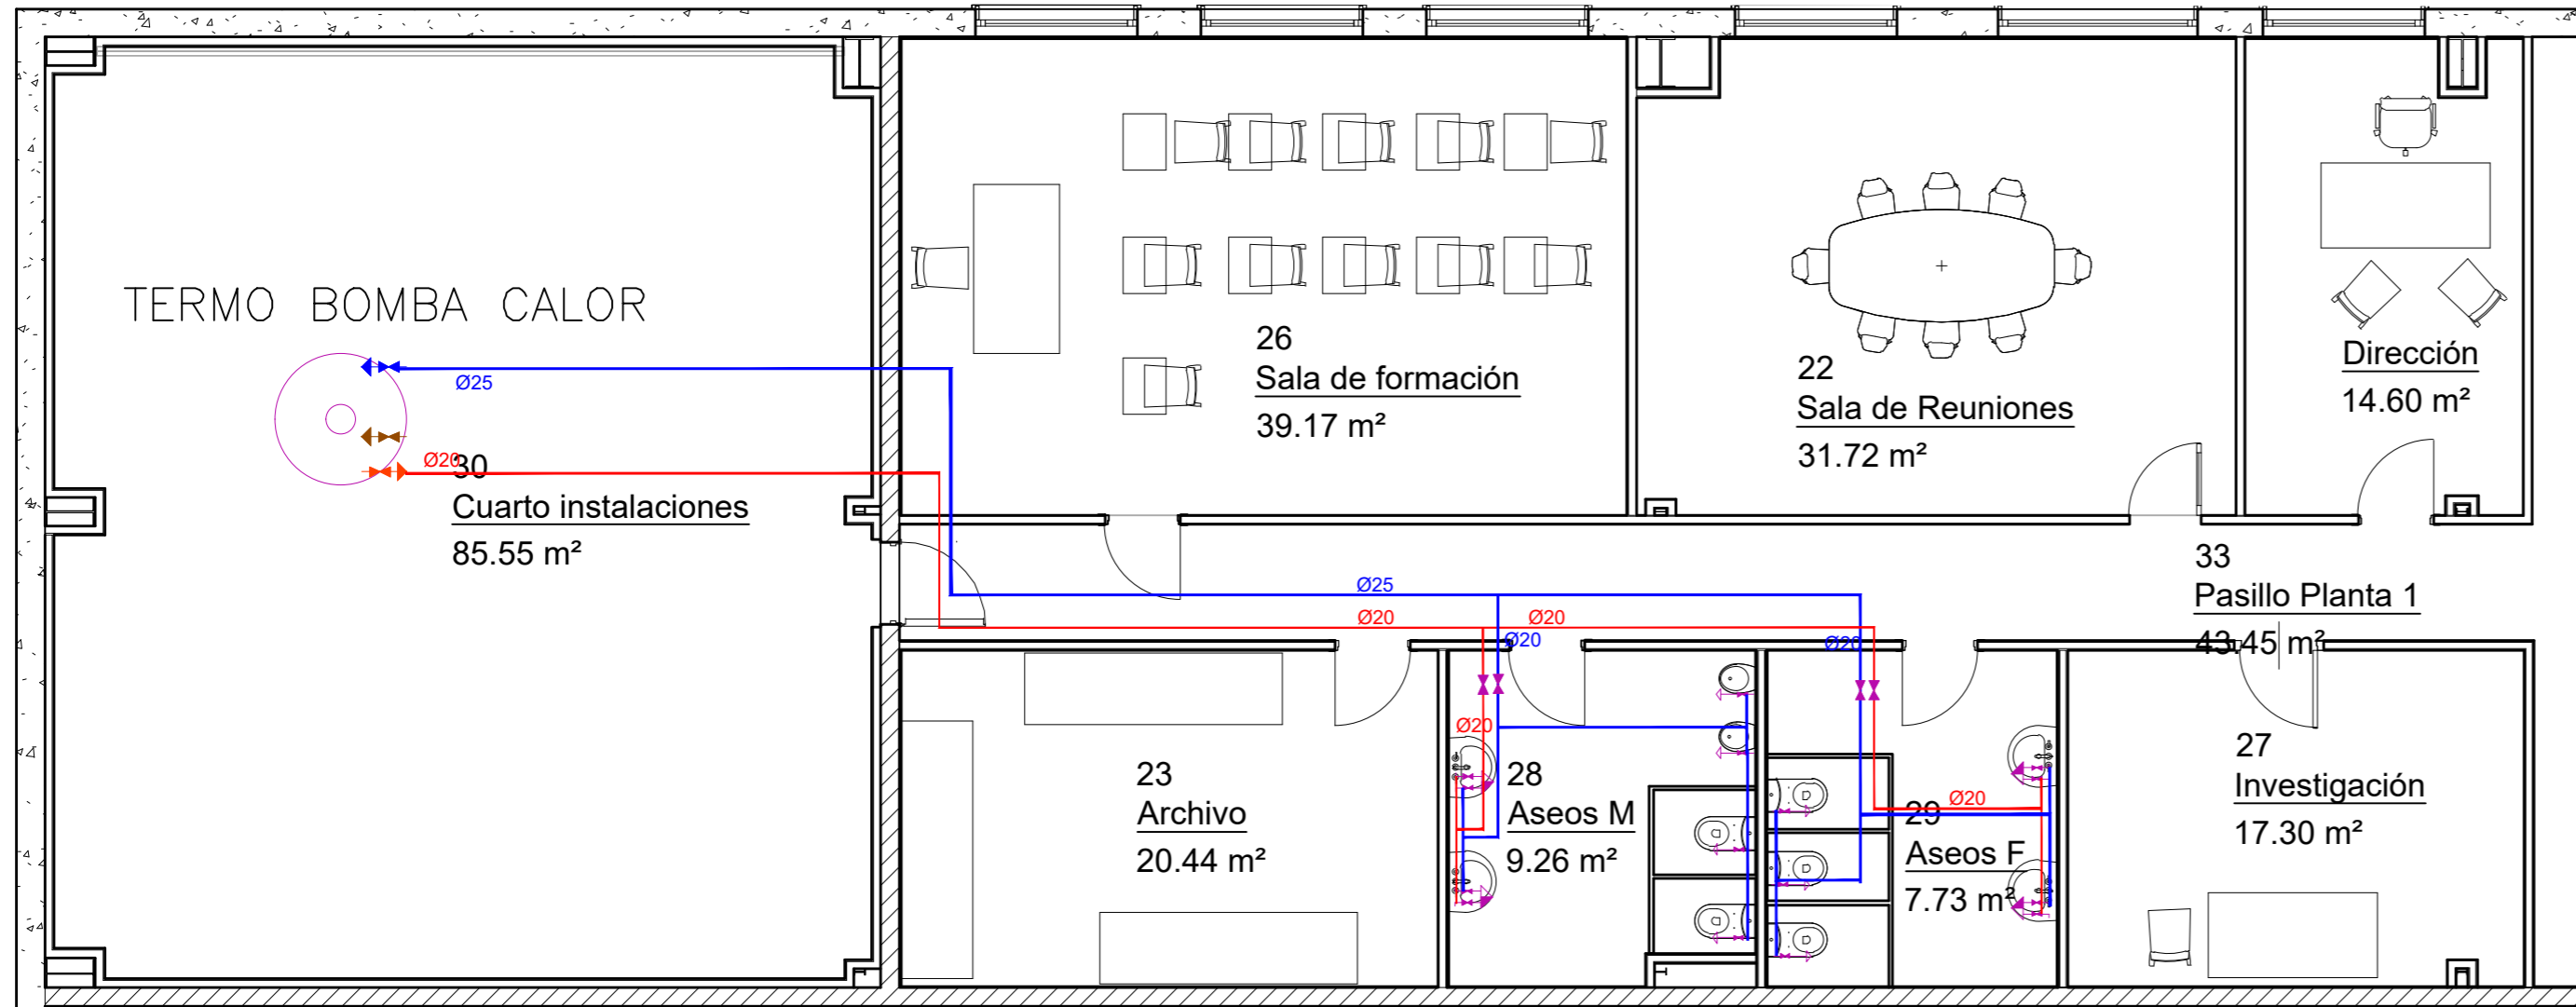 TERMO BOMBA CALOR
Ø25
Ø20
30
Cuarto instalaciones
85.55 m²
26
Sala de formación
39.17 m²
22
Sala de Reuniones
31.72 m²
Dirección
14.60 m²
33
Pasillo Planta 1
43.45 m²
Ø25
Ø20
Ø20
Ø20
Ø20
Ø20
23
Archivo
20.44 m²
28
Aseos M
9.26 m²
Ø20
29
Aseos F
7.73 m²
27
Investigación
17.30 m²